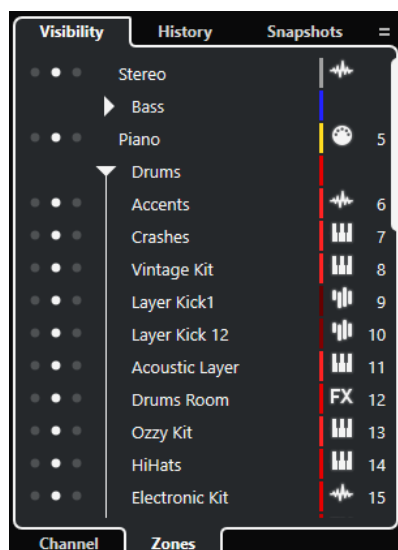 Visibility History Snapshots
Stereo
Bass
Piano 5
Drums
Accents 6
Crashes 7
Vintage Kit 8
Layer Kick1 9
Layer Kick 12 10
Acoustic Layer 11
Drums Room FX 12
Ozzy Kit 13
HiHats 14
Electronic Kit 15
Channel Zones